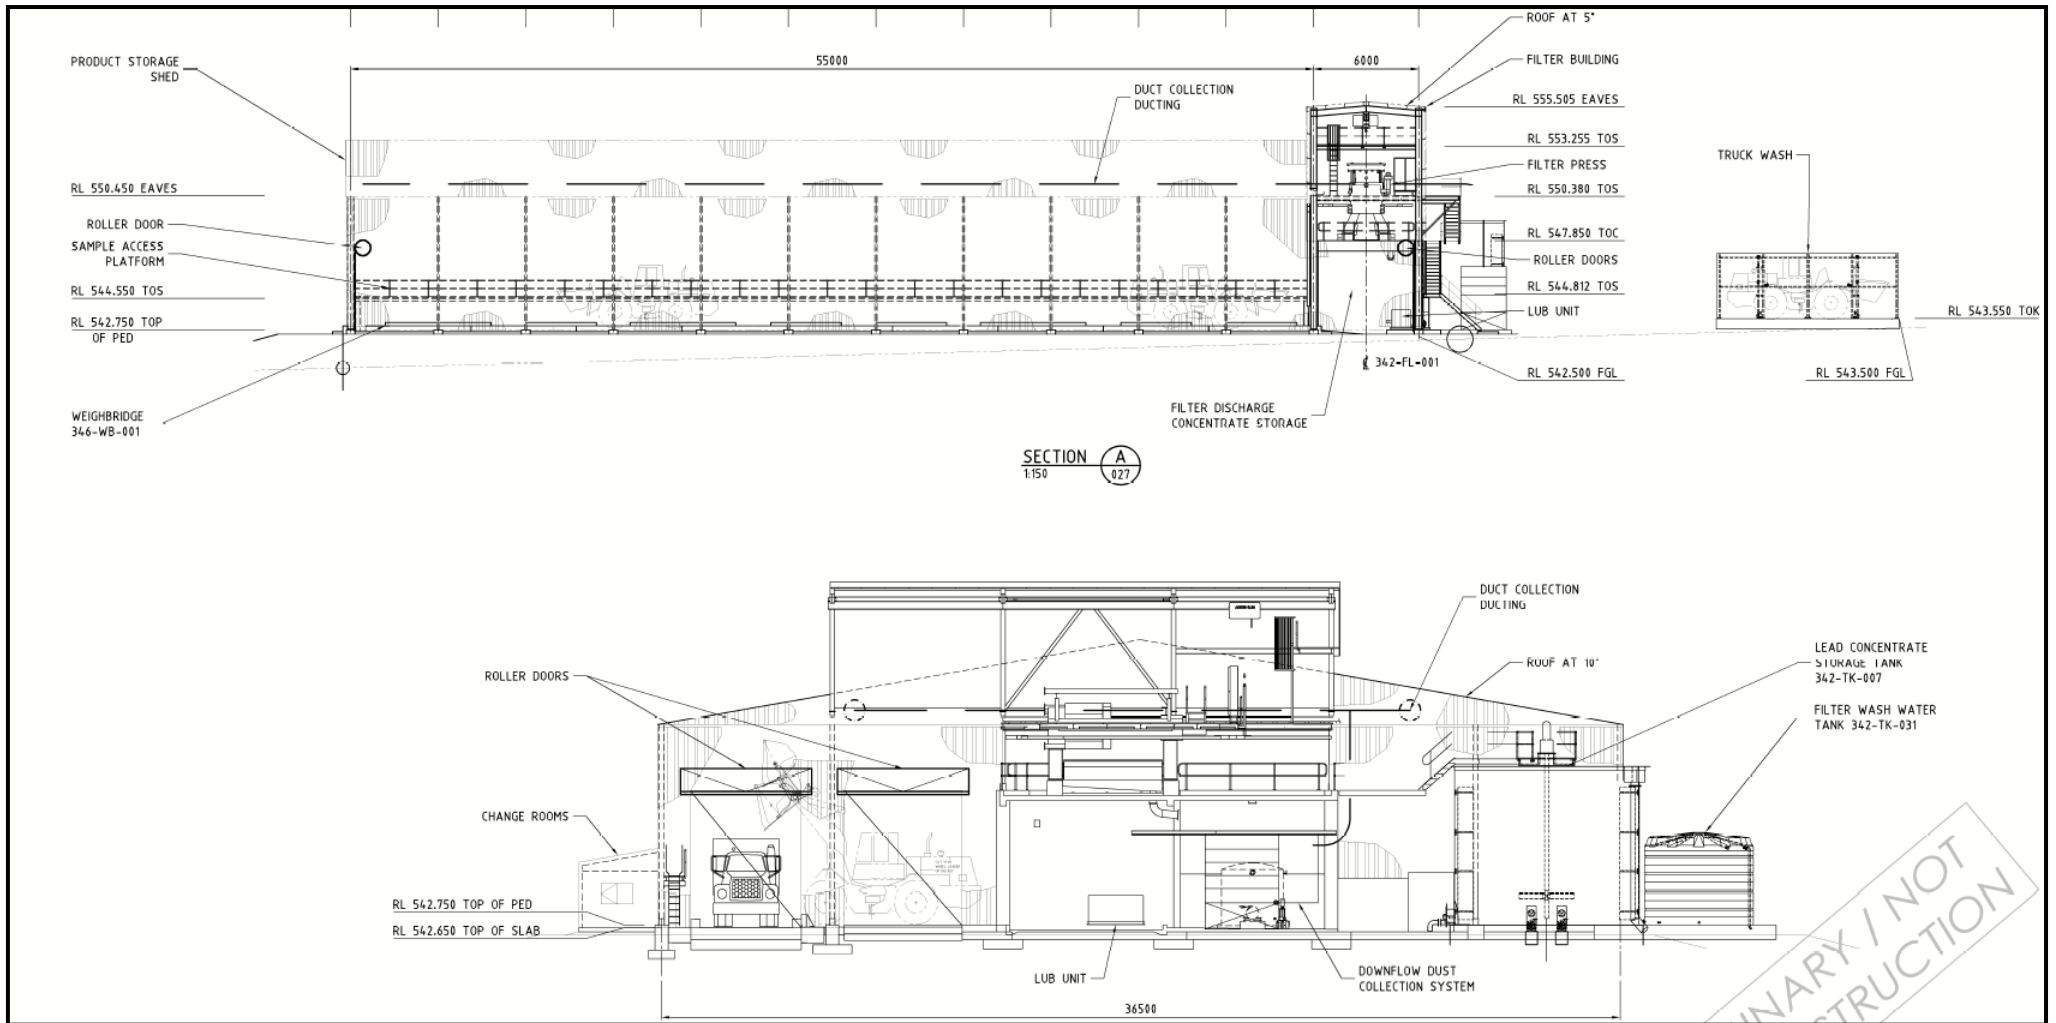 ROOF AT 5°
PRODUCT STORAGE
SHED
55000
6000
FILTER BUILDING
DUCT COLLECTION
DUCTING
RL 555.505 EAVES
RL 553.255 TOS
TRUCK WASH
FILTER PRESS
RL 550.450 EAVES
RL 550.380 TOS
ROLLER DOOR
RL 547.850 TOC
SAMPLE ACCESS
PLATFORM
ROLLER DOORS
RL 544.550 TOS
RL 544.812 TOS
LUB UNIT
RL 543.550 TOK
RL 542.750 TOP
OF PED
342-FL-001
RL 542.500 FGL
RL 543.500 FGL
WEIGHBRIDGE
346-WB-001
FILTER DISCHARGE
CONCENTRATE STORAGE
SECTION A
1:150 027
DUCT COLLECTION
DUCTING
LEAD CONCENTRATE
STORAGE TANK
342-TK-007
ROOF AT 10°
ROLLER DOORS
FILTER WASH WATER
TANK 342-TK-031
CHANGE ROOMS
RL 542.750 TOP OF PED
RL 542.650 TOP OF SLAB
LUB UNIT
DOWNFLOW DUST
COLLECTION SYSTEM
36500
INARY / NOT
STRUCTION